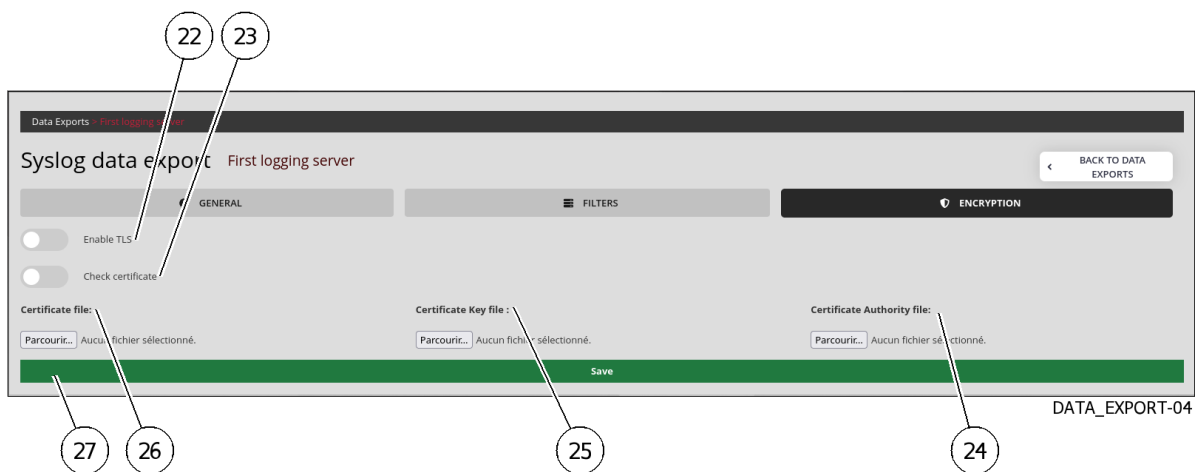 22 23
Data Exports > First logging server
Syslog data export First logging server
BACK TO DATA
EXPORTS
GENERAL FILTERS ENCRYPTION
Enable TLS
Check certificate
Certificate file: Certificate Key file : Certificate Authority file:
Parcourir... Aucun fichier sélectionné. Parcourir... Aucun fichier sélectionné. Parcourir... Aucun fichier sélectionné.
Save
DATA_EXPORT-04
27 26 25 24